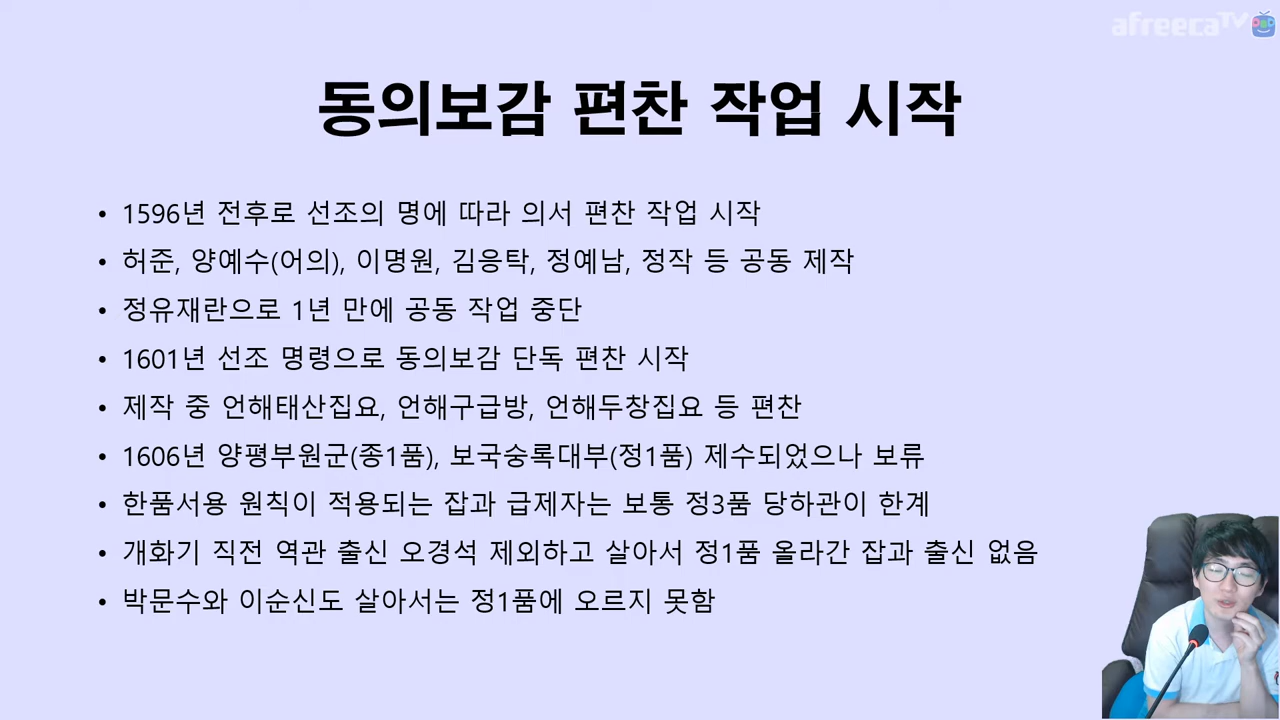 afreecaTV
동의보감 편찬 작업 시작
• 1596년 전후로 선조의 명에 따라 의서 편찬 작업 시작
• 허준, 양예수(어의), 이명원, 김응탁, 정예남, 정작 등 공동 제작
• 정유재란으로 1년 만에 공동 작업 중단
• 1601년 선조 명령으로 동의보감 단독 편찬 시작
• 제작 중 언해태산집요, 언해구급방, 언해두창집요 등 편찬
• 1606년 양평부원군(종1품), 보국숭록대부(정1품) 제수되었으나 보류
• 한품서용 원칙이 적용되는 잡과 급제자는 보통 정3품 당하관이 한계
• 개화기 직전 역관 출신 오경석 제외하고 살아서 정1품 올라간 잡과 출신 없음
• 박문수와 이순신도 살아서는 정1품에 오르지 못함